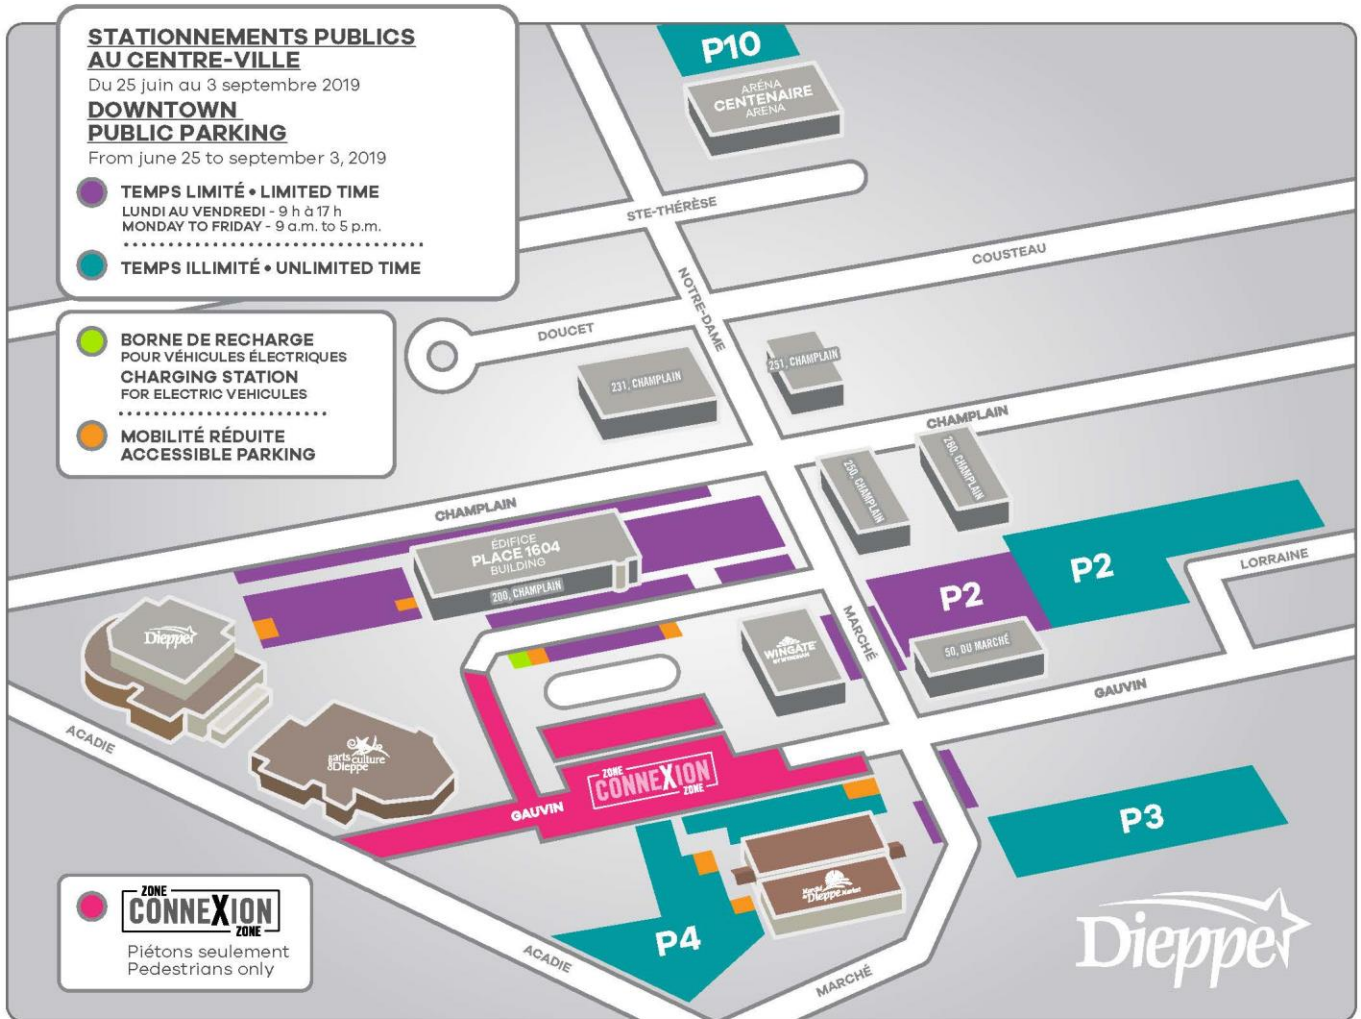 STATIONNEMENTS PUBLICS
AU CENTRE-VILLE
Du 25 juin au 3 septembre 2019
DOWNTOWN
PUBLIC PARKING
From june 25 to september 3, 2019
TEMPS LIMITÉ • LIMITED TIME
LUNDI AU VENDREDI - 9 h à 17 h
MONDAY TO FRIDAY - 9 a.m. to 5 p.m.
TEMPS ILLIMITÉ • UNLIMITED TIME
BORNE DE RECHARGE
POUR VÉHICULES ÉLECTRIQUES
CHARGING STATION
FOR ELECTRIC VEHICULES
MOBILITÉ RÉDUITE
ACCESSIBLE PARKING
P10
ARÉNA
CENTENAIRE
ARENA
STE-THÉRÈSE
COUSTEAU
NOTRE-DAME
DOUCET
231, CHAMPLAIN
251, CHAMPLAIN
CHAMPLAIN
250, CHAMPLAIN
260, CHAMPLAIN
CHAMPLAIN
ÉDIFICE
PLACE 1604
BUILDING
200, CHAMPLAIN
P2
P2
LORRAINE
Dieppe
WINGATE
BY WYNDHAM
MARCHÉ
50, DU MARCHÉ
GAUVIN
ACADIE
arts culture
Dieppe
ZONE
CONNEXION
ZONE
GAUVIN
P3
Marché
Dieppe Market
P4
ACADIE
MARCHÉ
ZONE
CONNEXION
ZONE
Piétons seulement
Pedestrians only
Dieppe